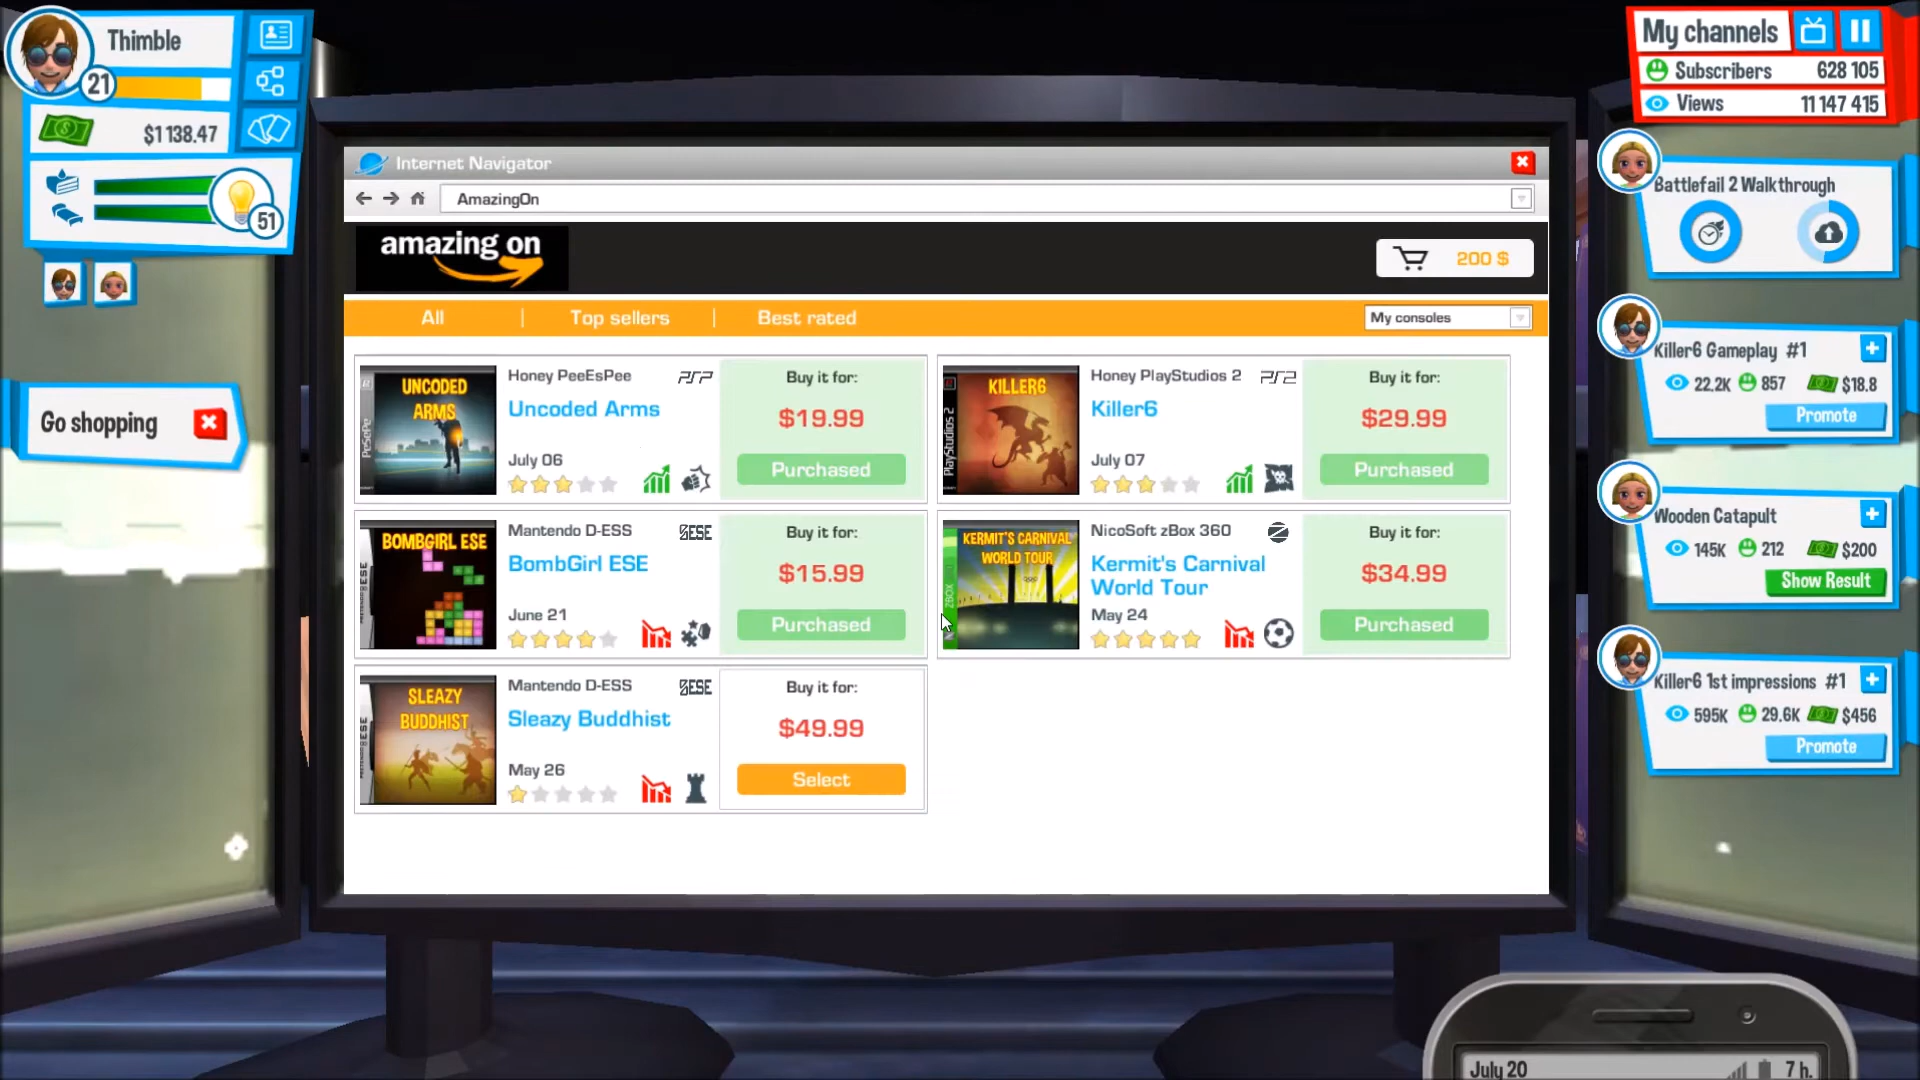 Thimble
21
$1 138.47
51
Go shopping
Internet Navigator
AmazingOn
amazing on
200 $
All | Top sellers | Best rated
My consoles
UNCODED
ARMS
Honey PeeEsPee
Uncoded Arms
July 06
Buy it for:
$19.99
Purchased
PlayStudios 2
KILLER6
Honey PlayStudios 2
Killer6
July 07
Buy it for:
$29.99
Purchased
BOMBGIRL ESE
Mantendo D-ESS
ESE
BombGirl ESE
June 21
Buy it for:
$15.99
Purchased
ZBOX
KERMIT'S CARNIVAL
WORLD TOUR
NicoSoft zBox 360
Kermit's Carnival
World Tour
May 24
Buy it for:
$34.99
Purchased
SLEAZY
BUDDHIST
Mantendo D-ESS
ESE
Sleazy Buddhist
May 26
Buy it for:
$49.99
Select
My channels
Subscribers 628 105
Views 11 147 415
Battlefail 2 Walkthrough
Killer6 Gameplay #1
22.2K 857 $18.8
Promote
Wooden Catapult
145K 212 $200
Show Result
Killer6 1st impressions #1
595K 29.6K $456
Promote
July 20 7 h.